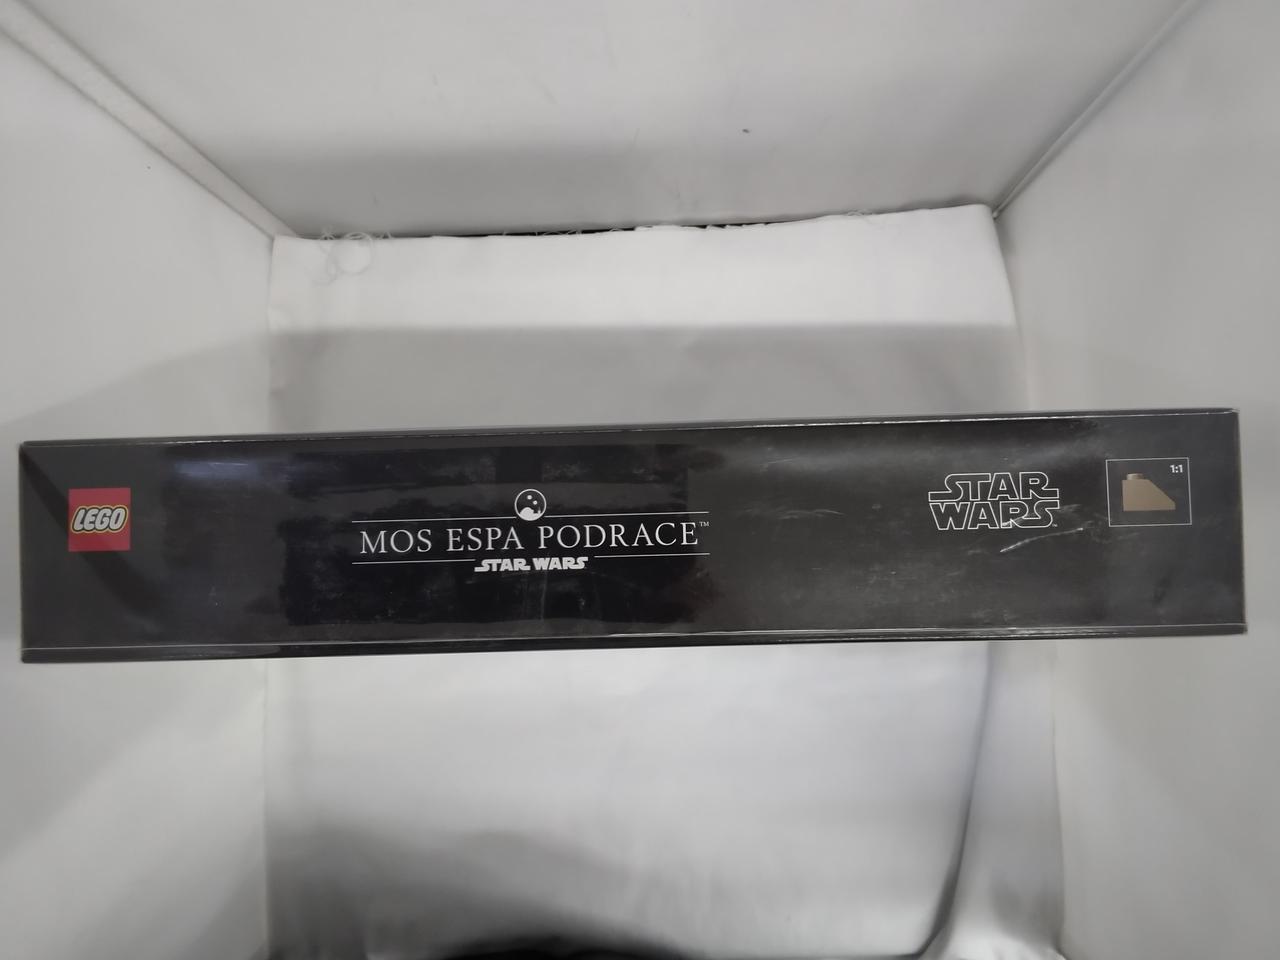 LEGO
MOS ESPA PODRACE™
STAR WARS
STAR
WARS
1:1